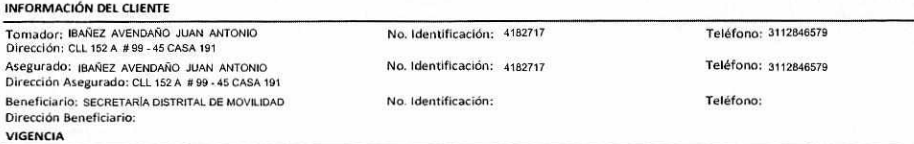 INFORMACIÓN DEL CLIENTE
Tomador: IBAÑEZ AVENDAÑO JUAN ANTONIO No. Identificación: 4182717 Teléfono: 3112846579
Dirección: CLL 152 A # 99 - 45 CASA 191
Asegurado: IBAÑEZ AVENDAÑO JUAN ANTONIO No. Identificación: 4182717 Teléfono: 3112846579
Dirección Asegurado: CLL 152 A # 99 - 45 CASA 191
Beneficiario: SECRETARÍA DISTRITAL DE MOVILIDAD No. Identificación: Teléfono:
Dirección Beneficiario:
VIGENCIA